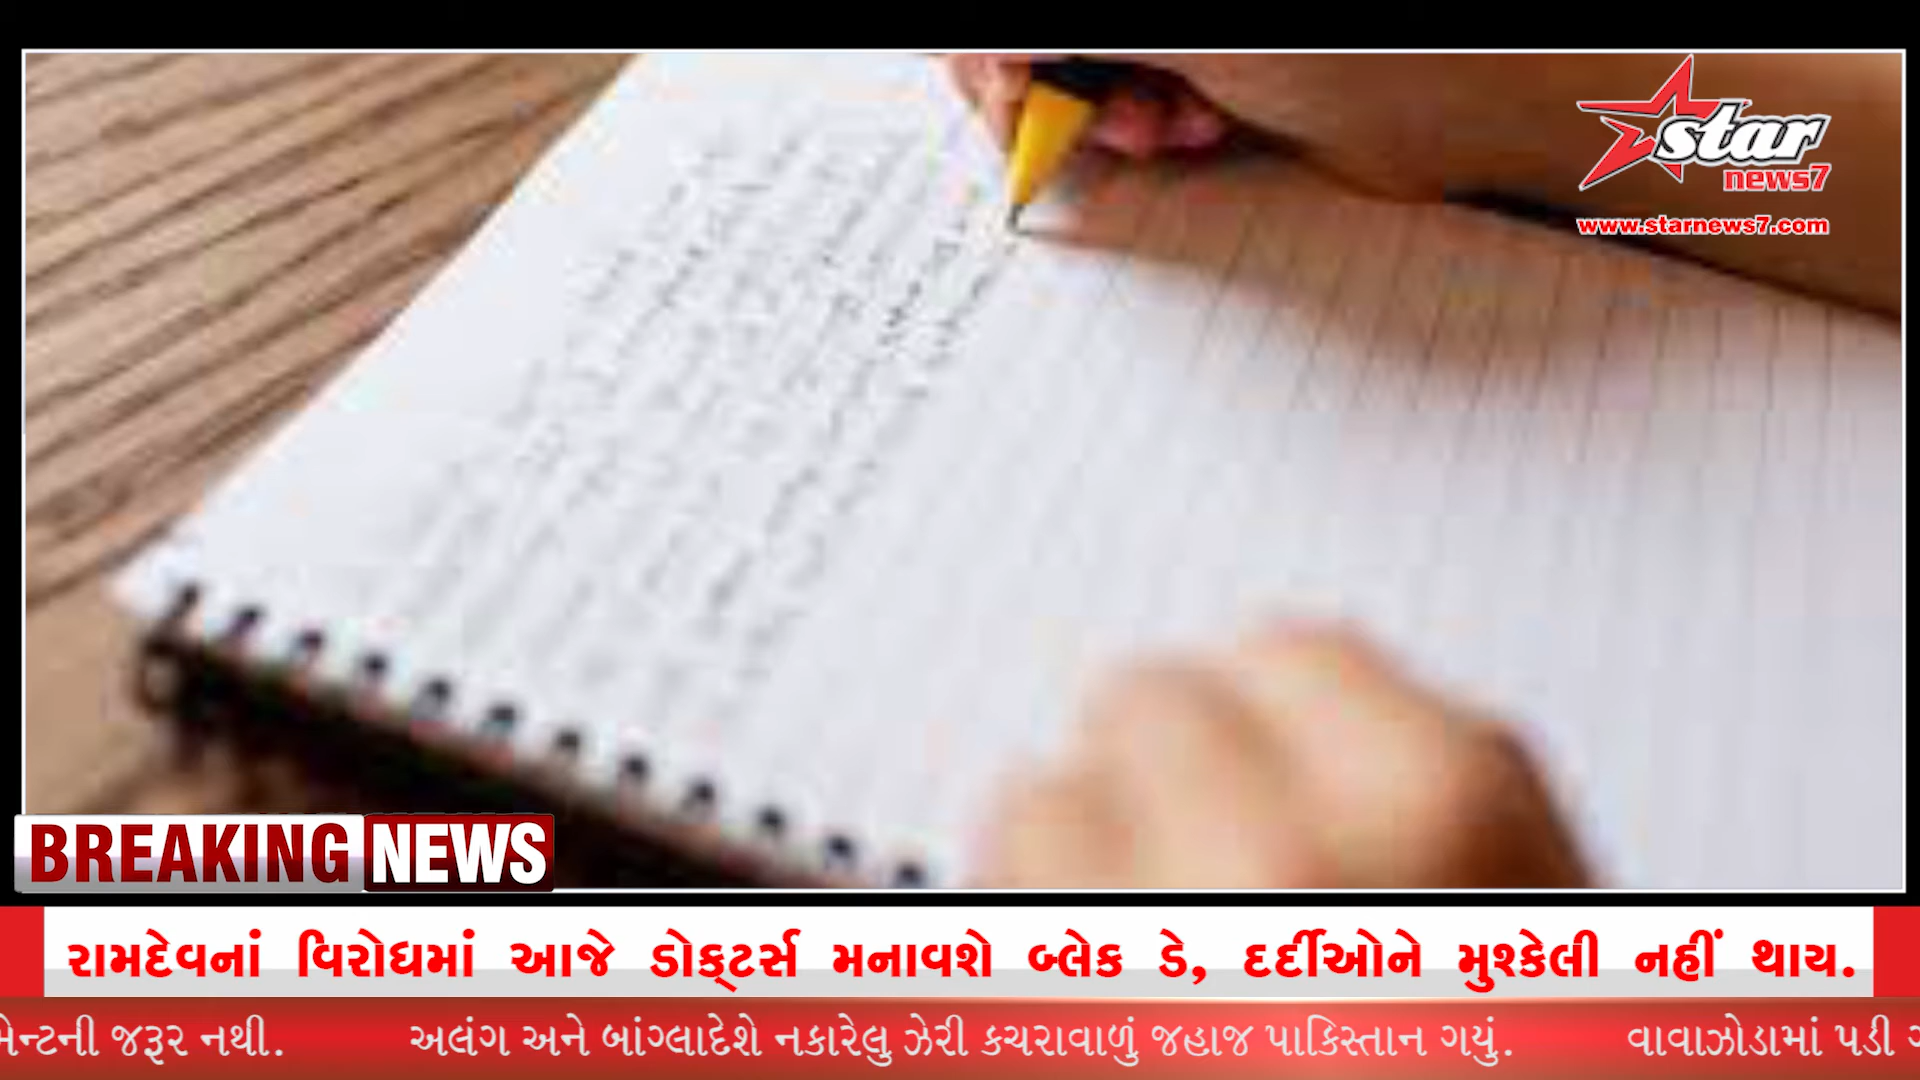 star
news7
www.starnews7.com
BREAKING NEWS
રામદેવનાં વિરોધમાં આજે ડોક્ટર્સ મનાવશે બ્લેક ડે, દર્દીઓને મુશ્કેલી નહીં થાય.
જરૂર નથી. અલંગ અને બાંગ્લાદેશે નકારેલુ ઝેરી કચરાવાળું જહાજ પાકિસ્તાન ગયું. વાવાઝોડામાં પડી